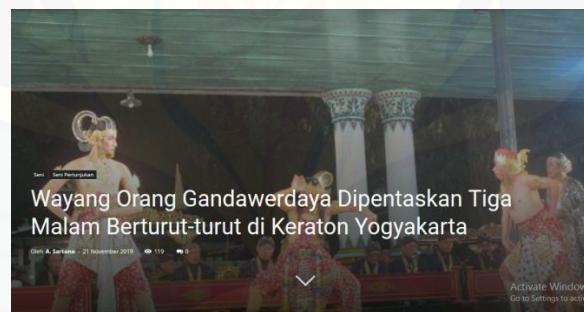 Seni Seni Pertunjukan
Wayang Orang Gandawerdaya Dipentaskan Tiga
Malam Berturut-turut di Keraton Yogyakarta
Oleh A. Sartono - 21 November 2019 119 0
Activate Window
Go to Settings to acti